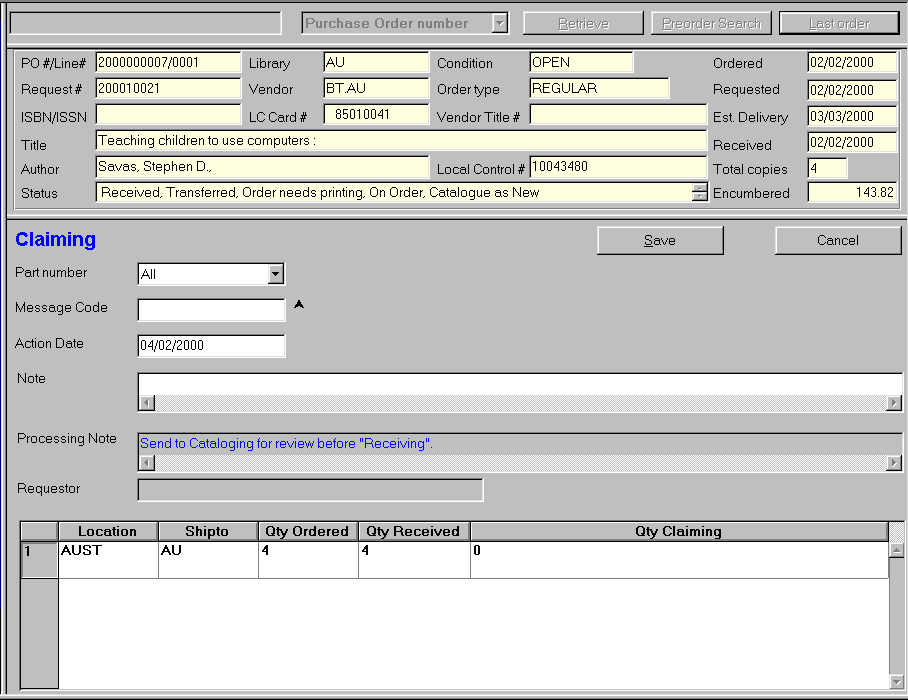 Purchase Order number Retrieve Preorder Search Last order
PO #/Line# 2000000007/0001 Library AU Condition OPEN Ordered 02/02/2000
Request # 200010021 Vendor BT.AU Order type REGULAR Requested 02/02/2000
ISBN/ISSN LC Card # 85010041 Vendor Title # Est. Delivery 03/03/2000
Title Teaching children to use computers : Received 02/02/2000
Author Savas, Stephen D., Local Control # 10043480 Total copies 4
Status Received, Transferred, Order needs printing, On Order, Catalogue as New Encumbered 143.82
Claiming Save Cancel
Part number All
Message Code
Action Date 04/02/2000
Note
Processing Note Send to Cataloging for review before "Receiving".
Requestor
Location Shipto Qty Ordered Qty Received Qty Claiming
1 AUST AU 4 4 0